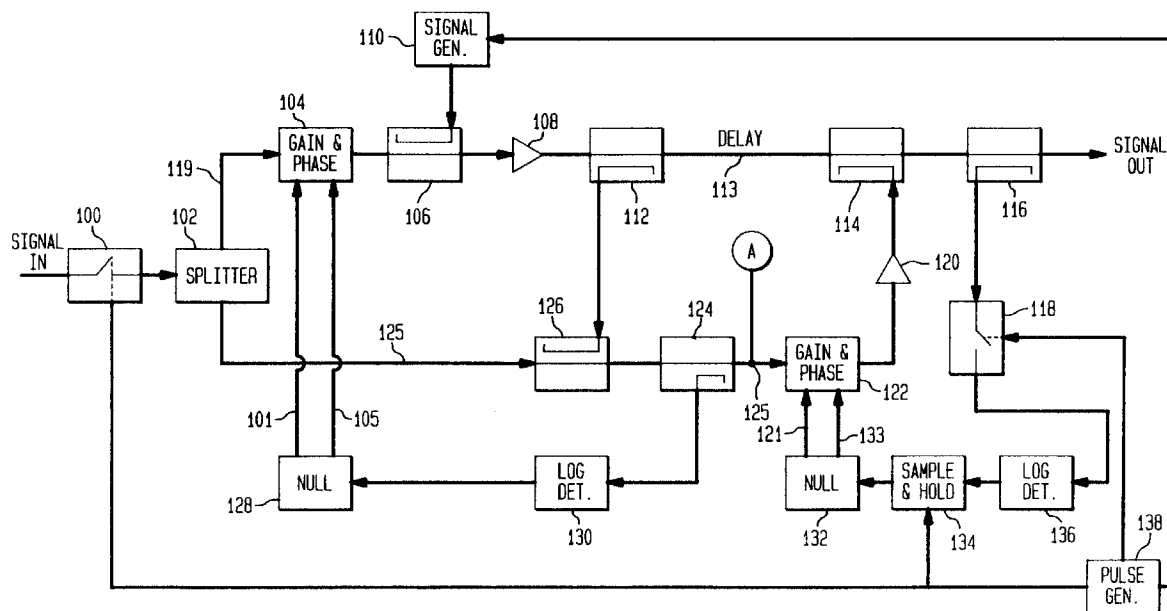 110
SIGNAL
GEN.
104
GAIN &
PHASE
106
108
112
DELAY
113
114
116
SIGNAL
OUT
119
100
SIGNAL
IN
102
SPLITTER
A
120
118
125
126
124
125
GAIN &
PHASE
122
101
105
121
133
NULL
128
LOG
DET.
130
NULL
132
SAMPLE
& HOLD
134
LOG
DET.
136
138
PULSE
GEN.